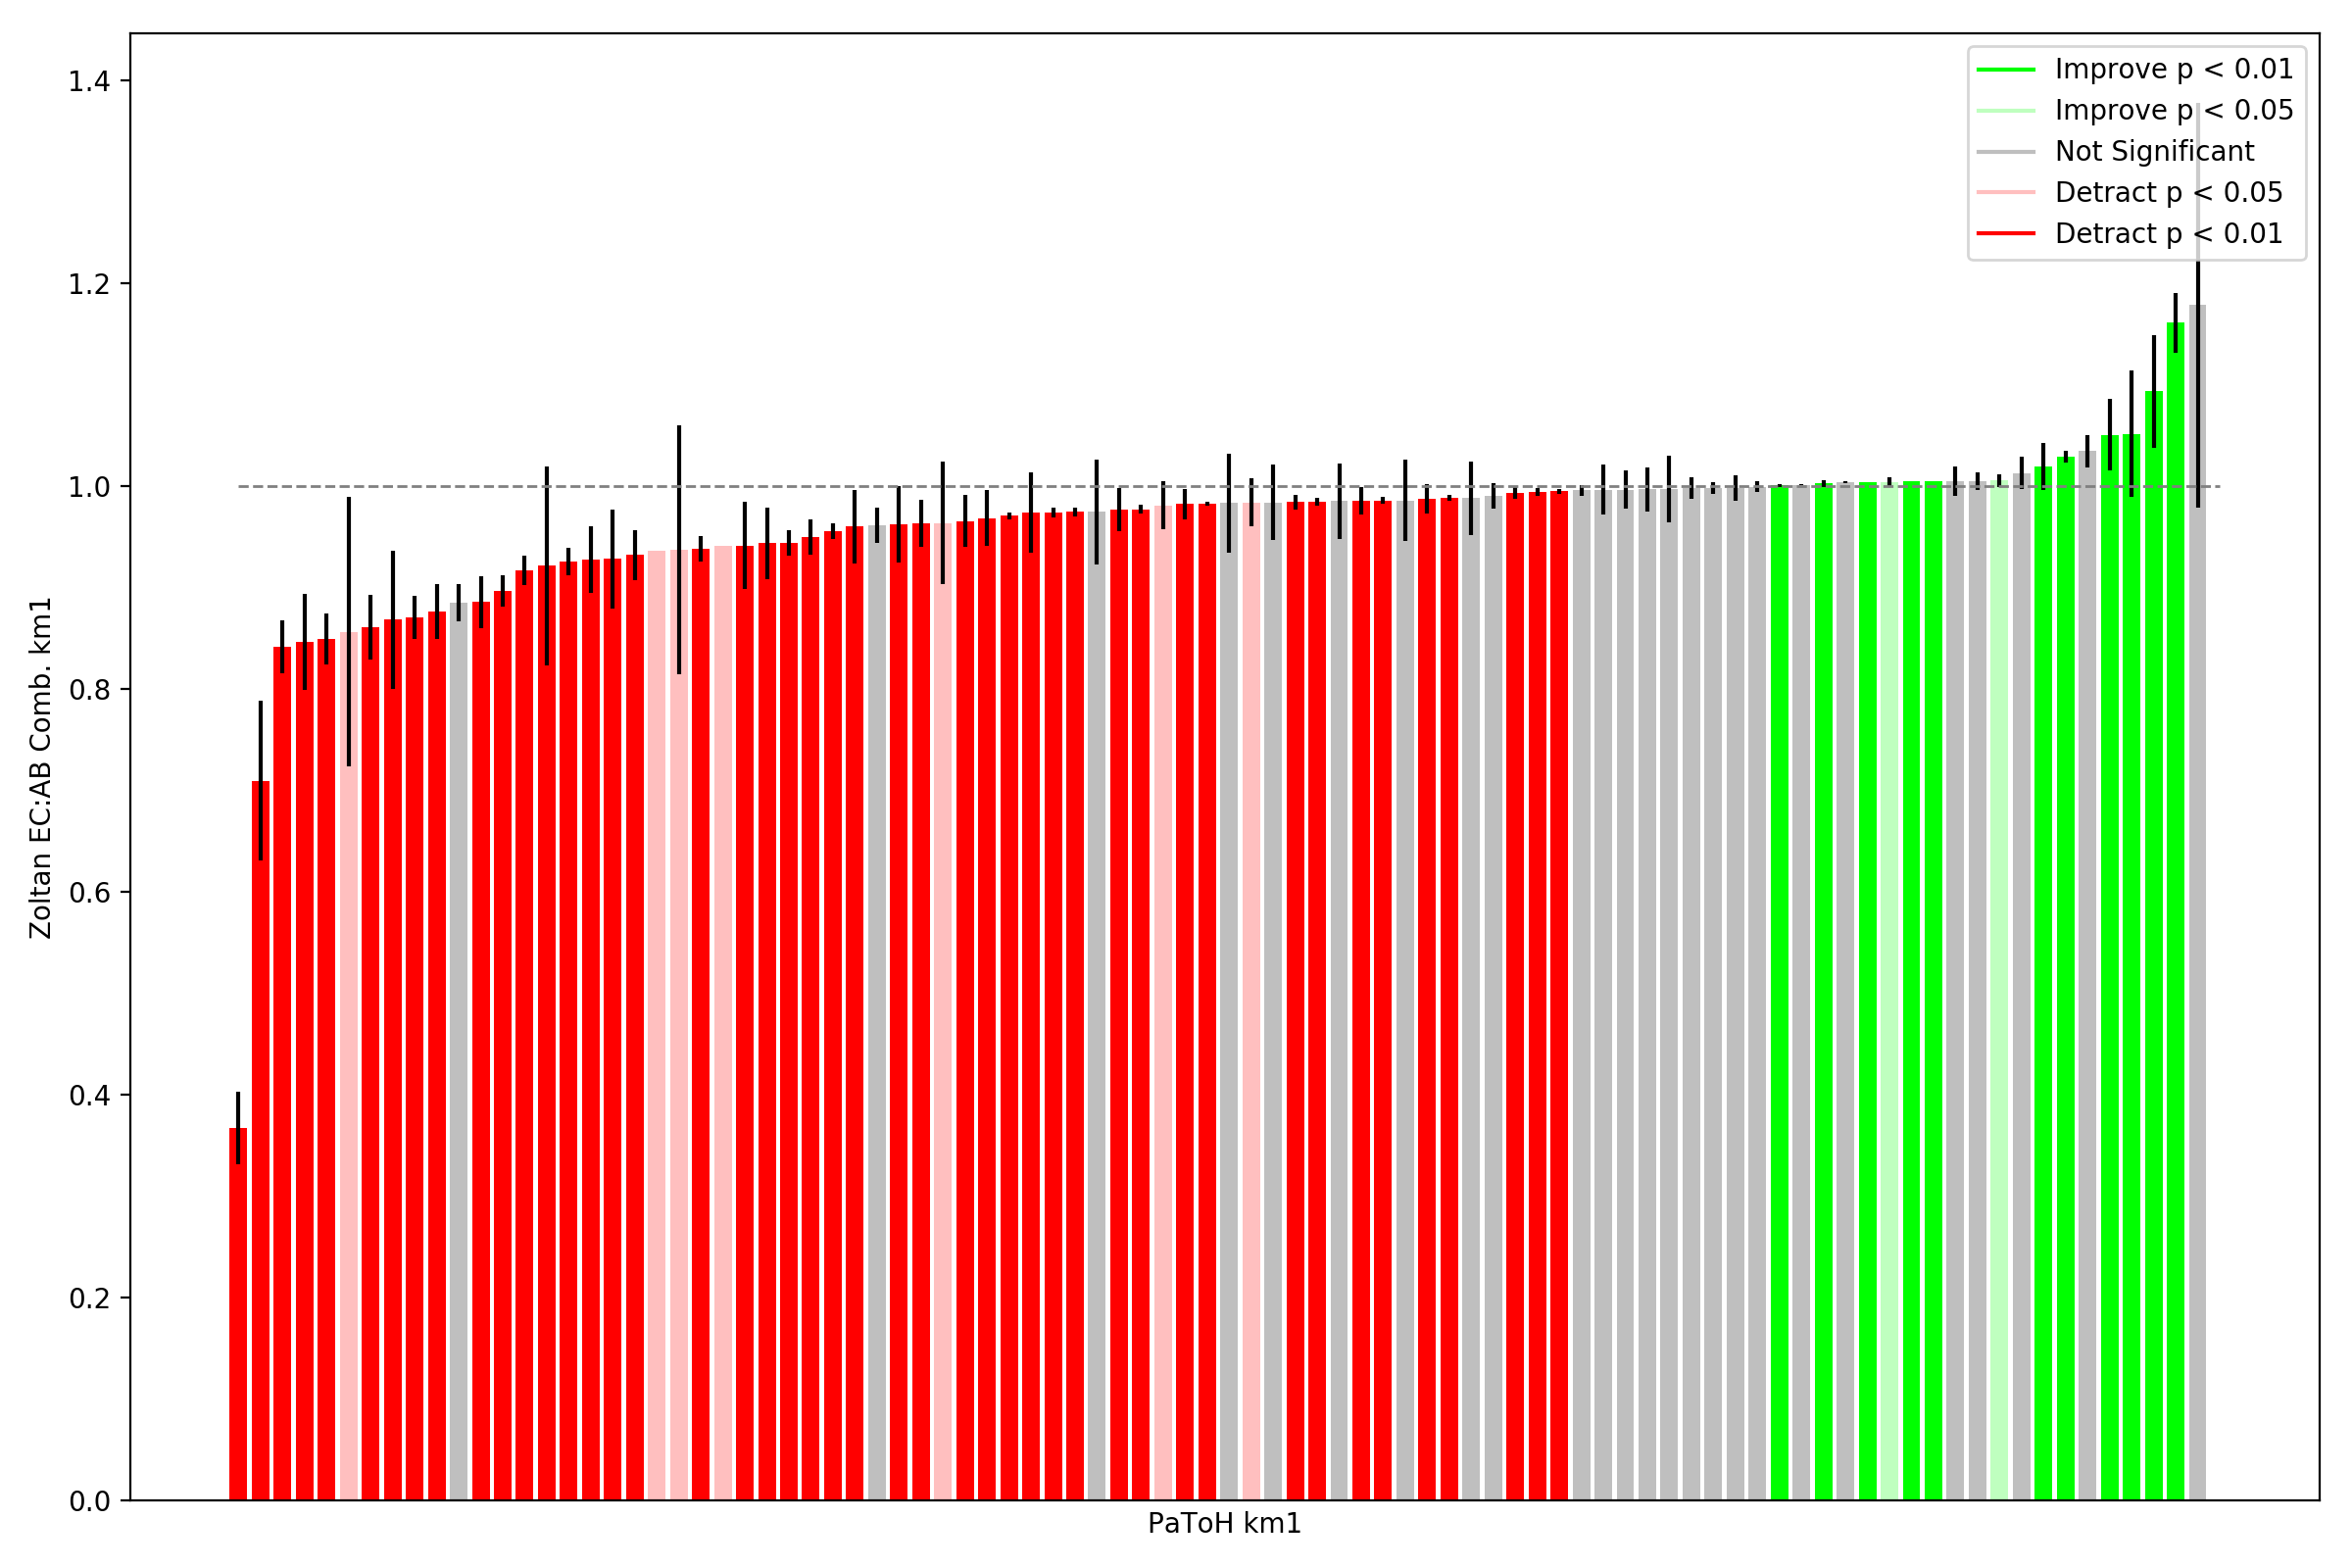 1.4
1.2
1.0
0.8
0.6
0.4
0.2
0.0
Zoltan EC:AB Comb. km1
PaToH km1
Improve p < 0.01
Improve p < 0.05
Not Significant
Detract p < 0.05
Detract p < 0.01